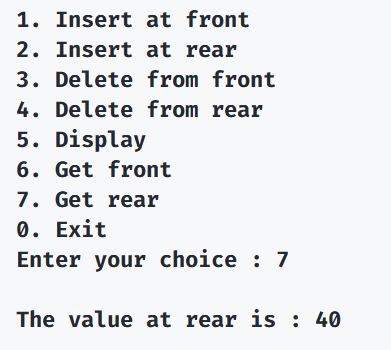 1. Insert at front
2. Insert at rear
3. Delete from front
4. Delete from rear
5. Display
6. Get front
7. Get rear
0. Exit
Enter your choice : 7
The value at rear is : 40